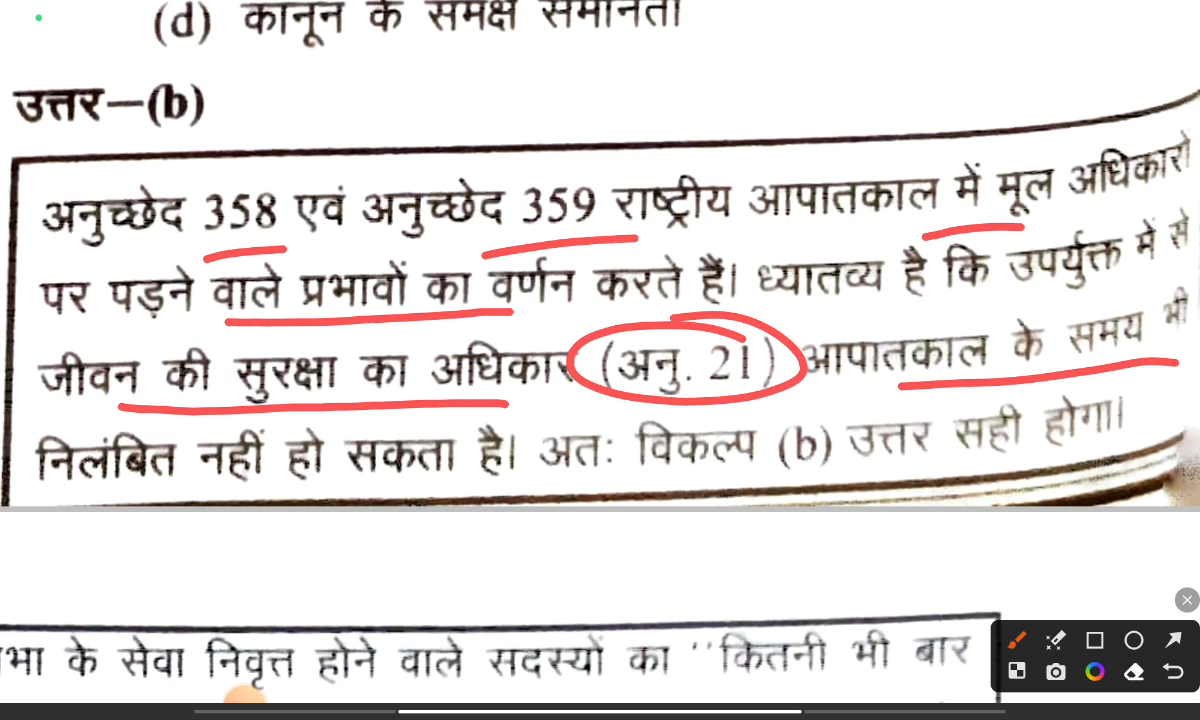 (d) कानून के समक्ष समानता
उत्तर—(b)
अनुच्छेद 358 एवं अनुच्छेद 359 राष्ट्रीय आपातकाल में मूल अधिकारों
पर पड़ने वाले प्रभावों का वर्णन करते हैं। ध्यातव्य है कि उपर्युक्त में से
जीवन की सुरक्षा का अधिकार (अनु. 21) आपातकाल के समय भी
निलंबित नहीं हो सकता है। अतः विकल्प (b) उत्तर सही होगा।
के सेवा निवृत्त होने वाले सदस्यों का "कितनी भी बार